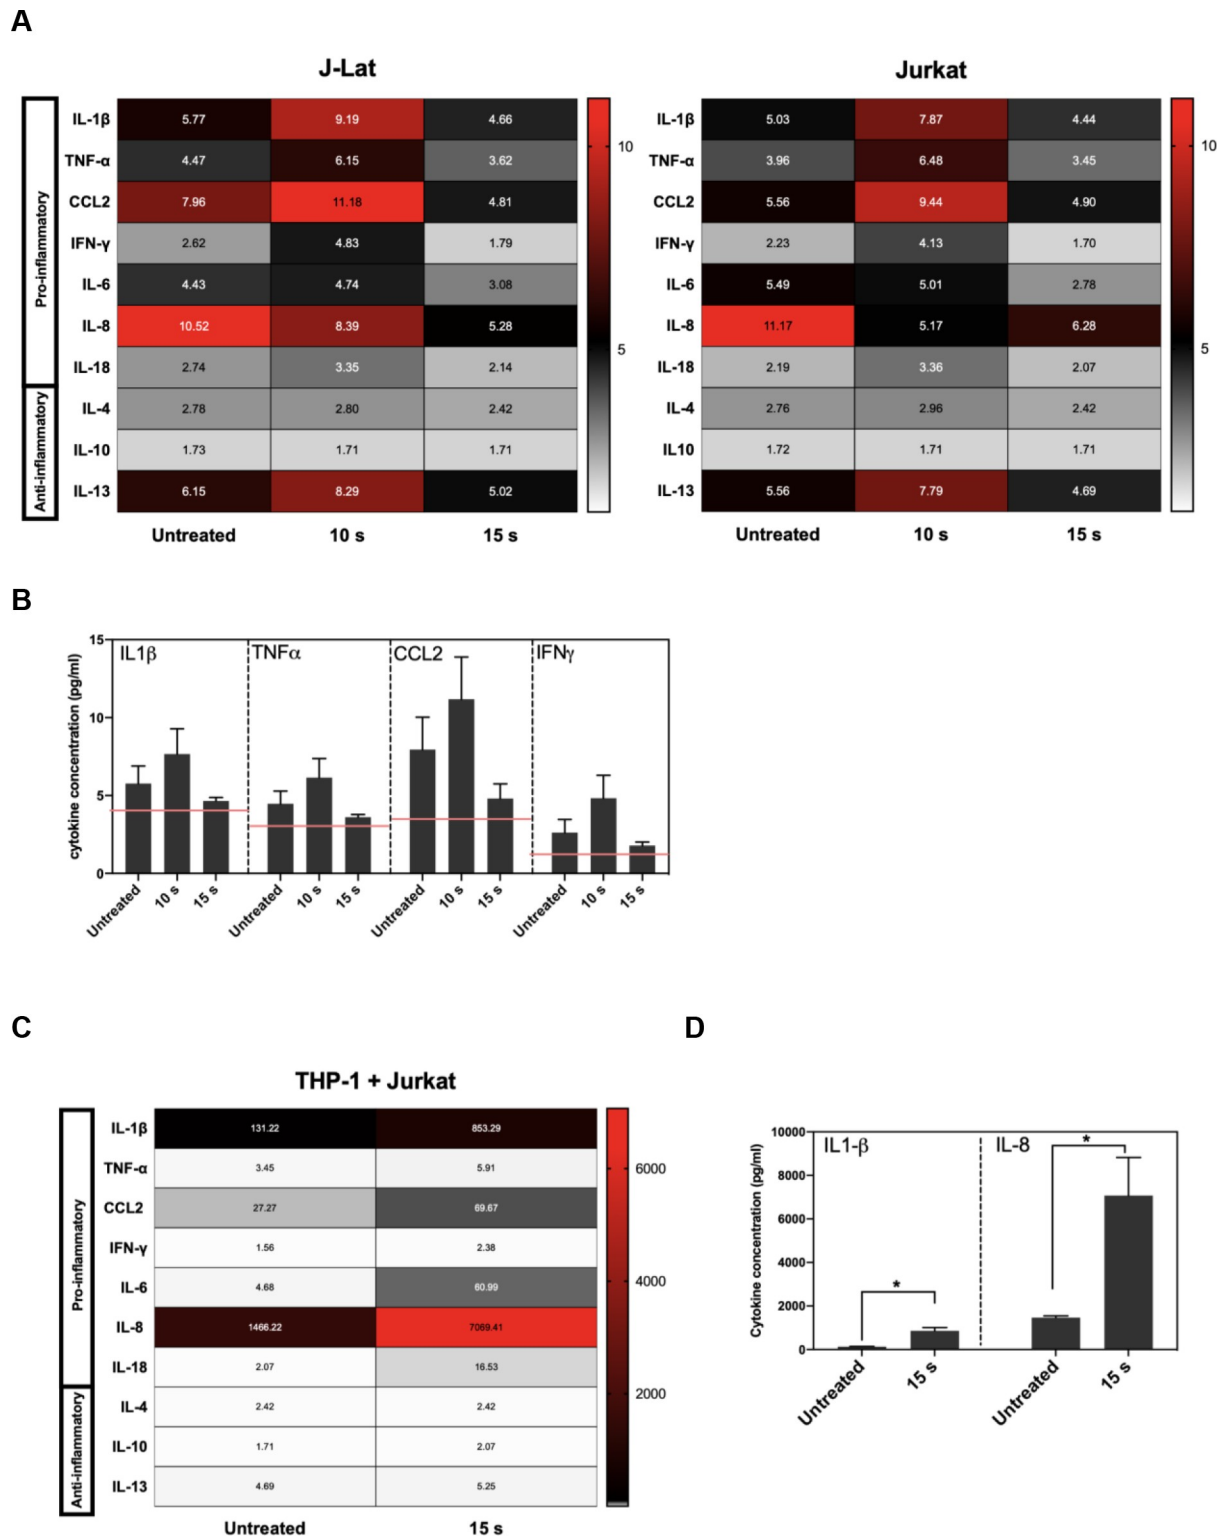 A
J-Lat
Jurkat
Pro-inflammatory
Anti-inflammatory
IL-1β 5.77 9.19 4.66
TNF-α 4.47 6.15 3.62
CCL2 7.96 11.18 4.81
IFN-γ 2.62 4.83 1.79
IL-6 4.43 4.74 3.08
IL-8 10.52 8.39 5.28
IL-18 2.74 3.35 2.14
IL-4 2.78 2.80 2.42
IL-10 1.73 1.71 1.71
IL-13 6.15 8.29 5.02
Untreated 10 s 15 s
10
5
IL-1β 5.03 7.87 4.44
TNF-α 3.96 6.48 3.45
CCL2 5.56 9.44 4.90
IFN-γ 2.23 4.13 1.70
IL-6 5.49 5.01 2.78
IL-8 11.17 5.17 6.28
IL-18 2.19 3.36 2.07
IL-4 2.76 2.96 2.42
IL10 1.72 1.71 1.71
IL-13 5.56 7.79 4.69
Untreated 10 s 15 s
10
5
B
cytokine concentration (pg/ml)
15
10
5
0
IL1β TNFα CCL2 IFNγ
Untreated 10 s 15 s Untreated 10 s 15 s Untreated 10 s 15 s Untreated 10 s 15 s
C
THP-1 + Jurkat
Pro-inflammatory
Anti-inflammatory
IL-1β 131.22 853.29
TNF-α 3.45 5.91
CCL2 27.27 69.67
IFN-γ 1.56 2.38
IL-6 4.68 60.99
IL-8 1466.22 7069.41
IL-18 2.07 16.53
IL-4 2.42 2.42
IL-10 1.71 2.07
IL-13 4.69 5.25
Untreated 15 s
6000
4000
2000
D
Cytokine concentration (pg/ml)
10000
8000
6000
4000
2000
0
IL1-β IL-8
*
*
Untreated 15 s Untreated 15 s